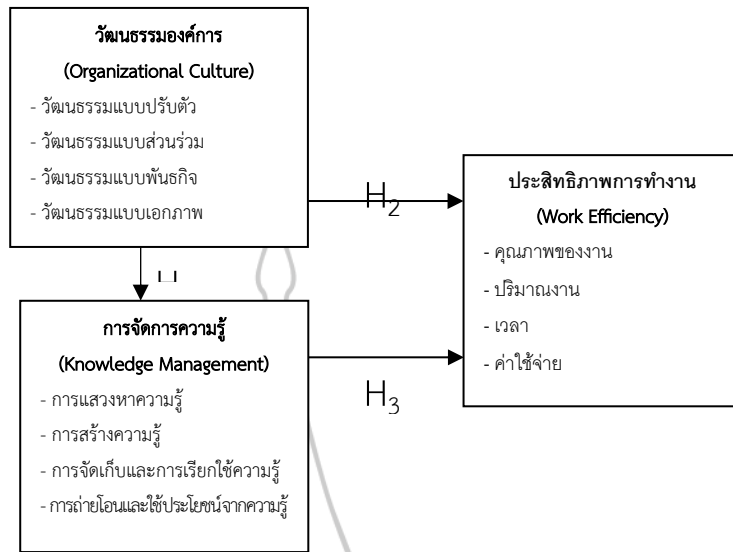 วัฒนธรรมองค์การ
(Organizational Culture)
- วัฒนธรรมแบบปรับตัว
- วัฒนธรรมแบบส่วนร่วม
- วัฒนธรรมแบบพันธกิจ
- วัฒนธรรมแบบเอกภาพ
H2
ประสิทธิภาพการทำงาน
(Work Efficiency)
- คุณภาพของงาน
- ปริมาณงาน
- เวลา
- ค่าใช้จ่าย
การจัดการความรู้
(Knowledge Management)
- การแสวงหาความรู้
- การสร้างความรู้
- การจัดเก็บและการเรียกใช้ความรู้
- การถ่ายโอนและใช้ประโยชน์จากความรู้
H3